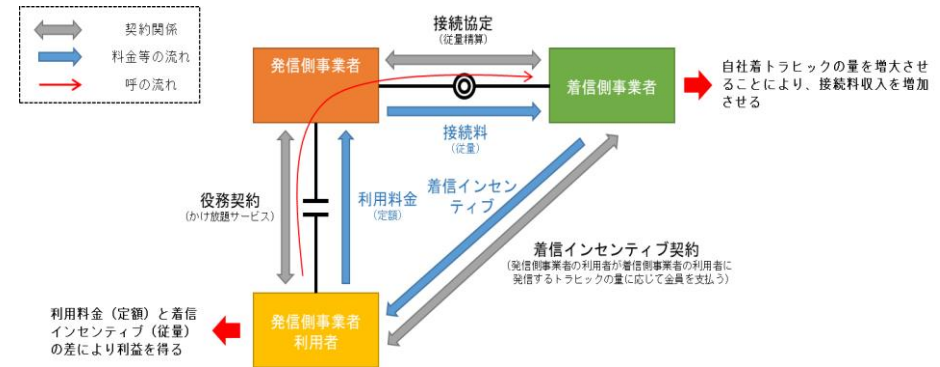 契約関係
料金等の流れ
呼の流れ
接続協定
(従量精算)
発信側事業者
着信側事業者
自社着トラヒックの量を増大させ
ることにより、接続料収入を増加
させる
接続料
(従量)
役務契約
(かけ放題サービス)
利用料金
(定額)
着信インセン
ティブ
着信インセンティブ契約
(発信側事業者の利用者が着信側事業者の利用者に
発信するトラヒックの量に応じて金員を支払う)
利用料金(定額)と着信
インセンティブ(従量)
の差により利益を得る
発信側事業者
利用者